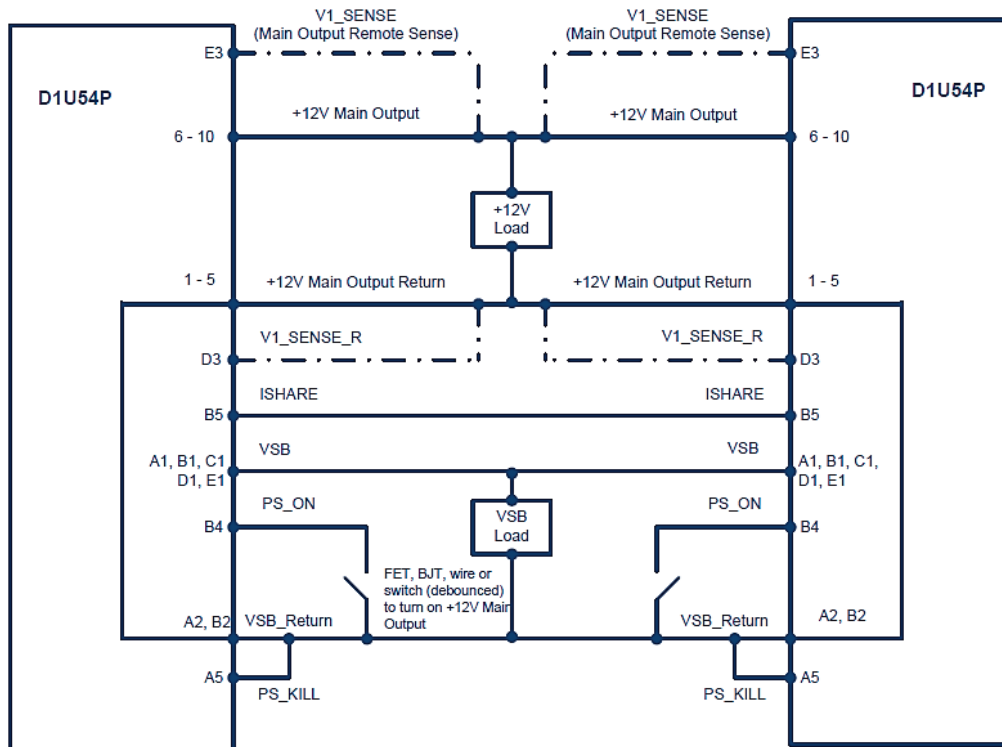 V1_SENSE
(Main Output Remote Sense)
V1_SENSE
(Main Output Remote Sense)
E3
E3
D1U54P
D1U54P
+12V Main Output
+12V Main Output
6 - 10
6 - 10
+12V
Load
1 - 5
+12V Main Output Return
+12V Main Output Return
1 - 5
V1_SENSE_R
V1_SENSE_R
D3
D3
ISHARE
ISHARE
B5
B5
VSB
VSB
A1, B1, C1
D1, E1
A1, B1, C1,
D1, E1
PS_ON
PS_ON
B4
B4
VSB
Load
FET, BJT, wire or
switch (debounced)
to turn on +12V Main
Output
A2, B2
VSB_Return
VSB_Return
A2, B2
A5
A5
PS_KILL
PS_KILL